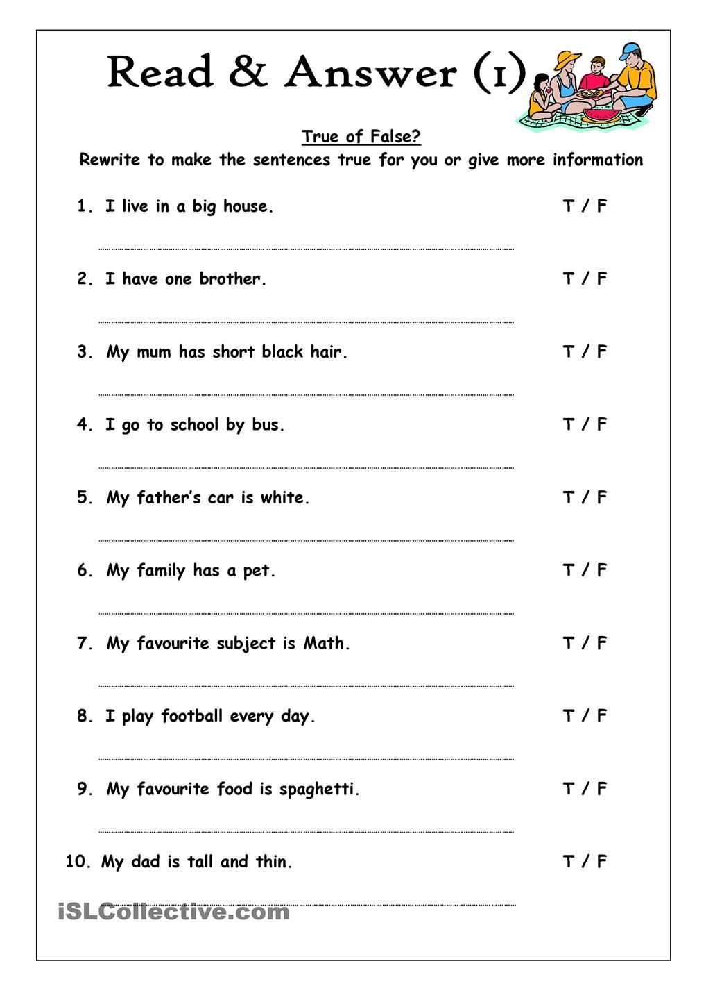 Read & Answer (1)
True of False?
Rewrite to make the sentences true for you or give more information
1. I live in a big house. T / F
2. I have one brother. T / F
3. My mum has short black hair. T / F
4. I go to school by bus. T / F
5. My father's car is white. T / F
6. My family has a pet. T / F
7. My favourite subject is Math. T / F
8. I play football every day. T / F
9. My favourite food is spaghetti. T / F
10. My dad is tall and thin. T / F
iSLCollective.com